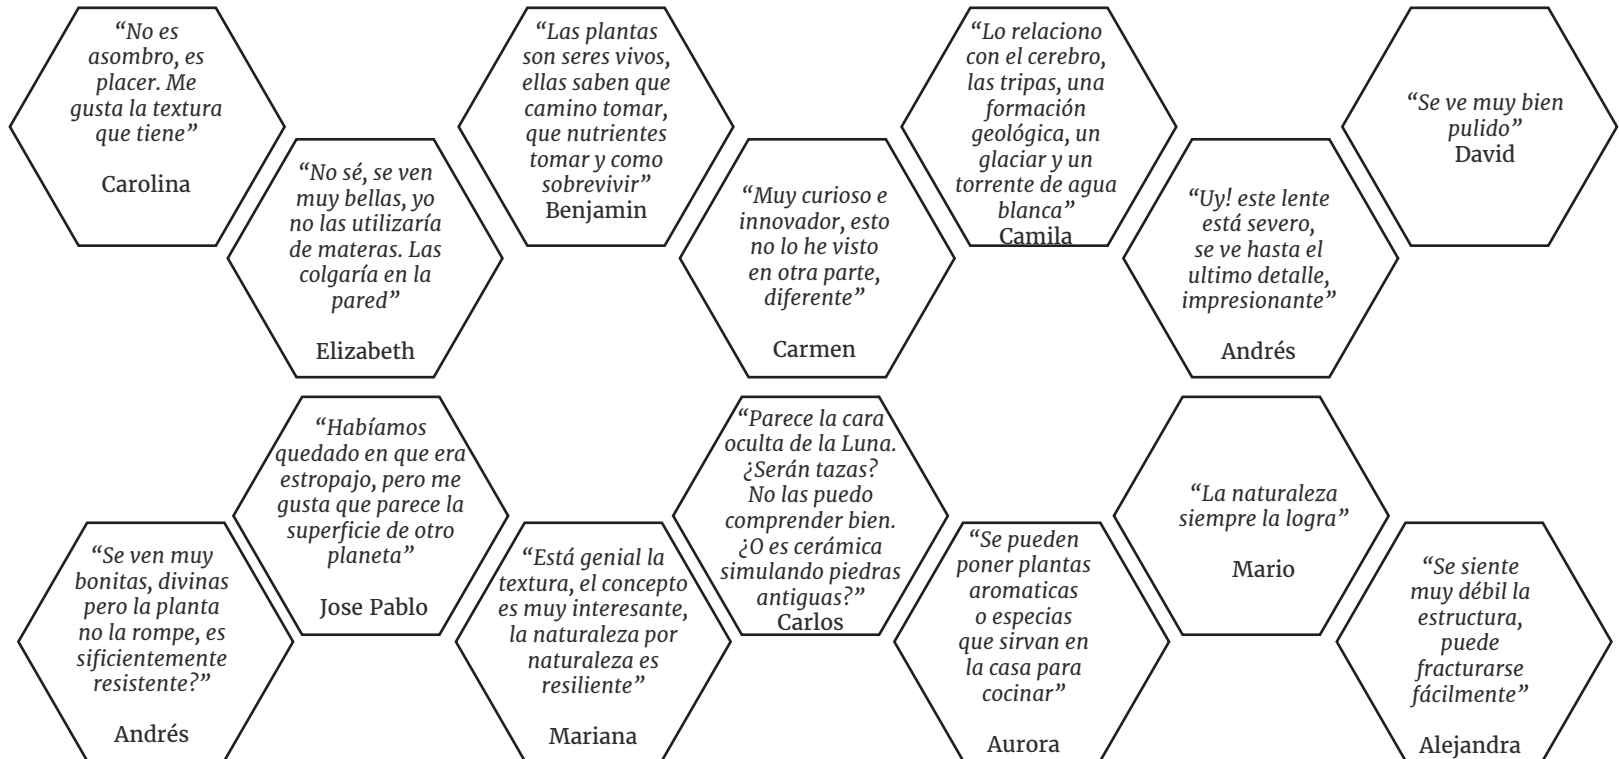 “No es
asombro, es
placer. Me
gusta la textura
que tiene”
Carolina
“No sé, se ven
muy bellas, yo
no las utilizaría
de materas. Las
colgaría en la
pared”
Elizabeth
“Las plantas
son seres vivos,
ellas saben que
camino tomar,
que nutrientes
tomar y como
sobrevivir”
Benjamin
“Muy curioso e
innovador, esto
no lo he visto
en otra parte,
diferente”
Carmen
“Lo relaciono
con el cerebro,
las tripas, una
formación
geológica, un
glaciar y un
torrente de agua
blanca”
Camila
“Uy! este lente
está severo,
se ve hasta el
ultimo detalle,
impresionante”
Andrés
“Se ve muy bien
pulido”
David
“Se ven muy
bonitas, divinas
pero la planta
no la rompe, es
sificientemente
resistente?”
Andrés
“Habíamos
quedado en que era
estropajo, pero me
gusta que parece la
superficie de otro
planeta”
Jose Pablo
“Está genial la
textura, el concepto
es muy interesante,
la naturaleza por
naturaleza es
resiliente”
Mariana
“Parece la cara
oculta de la Luna.
¿Serán tazas?
No las puedo
comprender bien.
¿O es cerámica
simulando piedras
antiguas?”
Carlos
“Se pueden
poner plantas
aromaticas
o especias
que sirvan en
la casa para
cocinar”
Aurora
“La naturaleza
siempre la logra”
Mario
“Se siente
muy débil la
estructura,
puede
fracturarse
fácilmente”
Alejandra